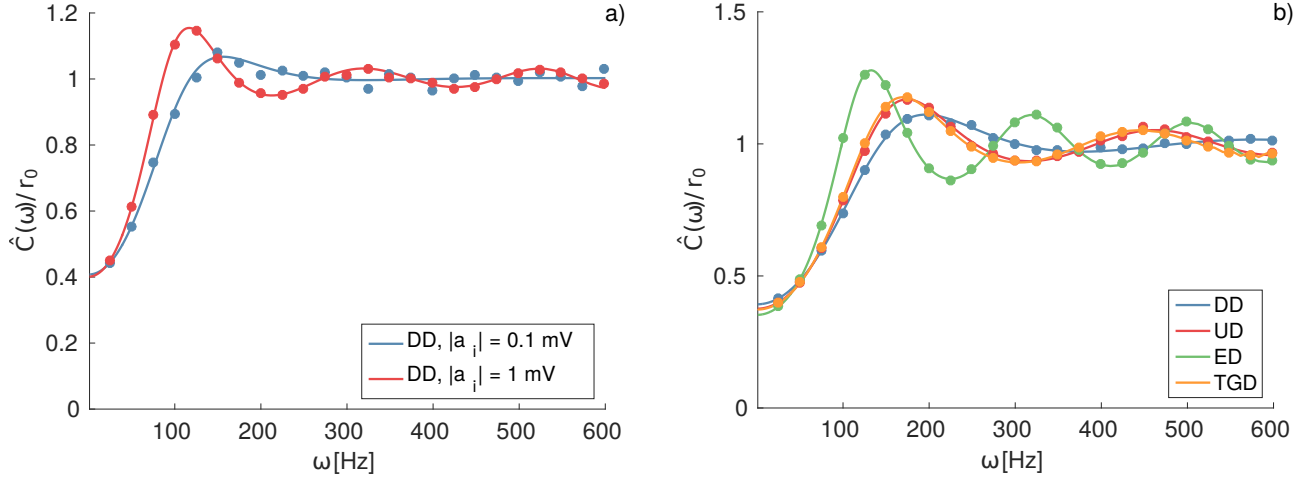 a)
1.2
1
0.8
0.6
0.4
0.2
0
Ĉ(ω)/r₀
100
200
300
400
500
600
ω[Hz]
DD, |a i| = 0.1 mV
DD, |a i| = 1 mV
b)
1.5
1
0.5
0
Ĉ(ω)/r₀
100
200
300
400
500
600
ω[Hz]
DD
UD
ED
TGD